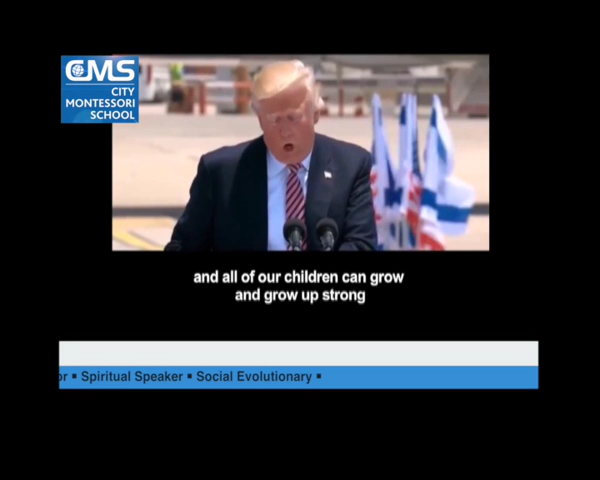 CMS
CITY
MONTESSORI
SCHOOL
and all of our children can grow
and grow up strong
or ▪ Spiritual Speaker ▪ Social Evolutionary ▪